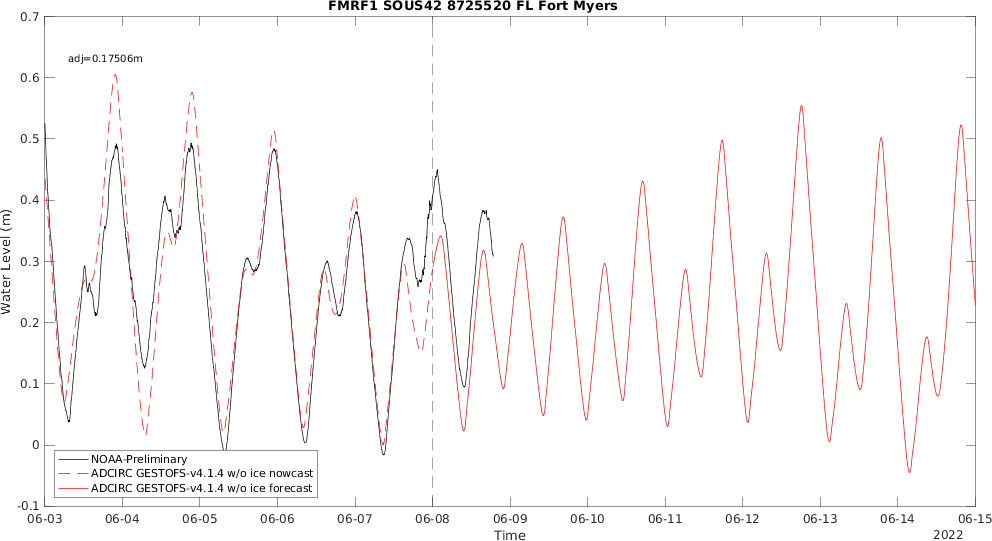 FMRF1 SOUS42 8725520 FL Fort Myers
0.7
adj=0.17506m
0.6
0.5
0.4
0.3
0.2
0.1
0
-0.1
Water Level (m)
NOAA-Preliminary
ADCIRC GESTOFS-v4.1.4 w/o ice nowcast
ADCIRC GESTOFS-v4.1.4 w/o ice forecast
06-03 06-04 06-05 06-06 06-07 06-08 06-09 06-10 06-11 06-12 06-13 06-14 06-15
Time
2022